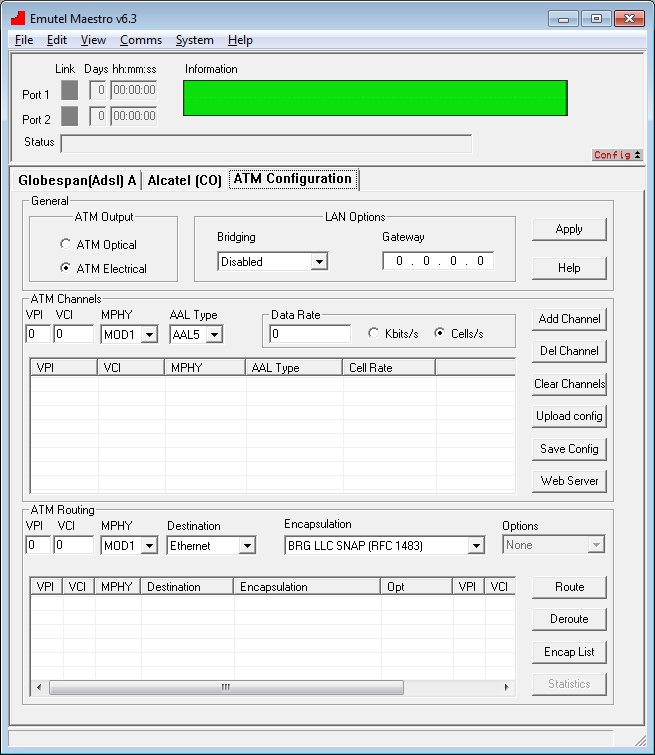 Emutel Maestro v6.3
File Edit View Comms System Help
Link Days hh:mm:ss Information
Port 1 0 00:00:00
Port 2 0 00:00:00
Status
Config
Globespan(Adsl) A Alcatel (CO) ATM Configuration
General
ATM Output LAN Options
Bridging Gateway
ATM Optical
Disabled 0 . 0 . 0 . 0
ATM Electrical
Apply
Help
ATM Channels
VPI VCI MPHY AAL Type Data Rate
0 0 MOD1 AAL5 0 Kbits/s Cells/s
Add Channel
VPI VCI MPHY AAL Type Cell Rate
Del Channel
Clear Channels
Upload config
Save Config
Web Server
ATM Routing
VPI VCI MPHY Destination Encapsulation Options
0 0 MOD1 Ethernet BRG LLC SNAP (RFC 1483) None
VPI VCI MPHY Destination Encapsulation Opt VPI VCI
Route
Deroute
Encap List
Statistics